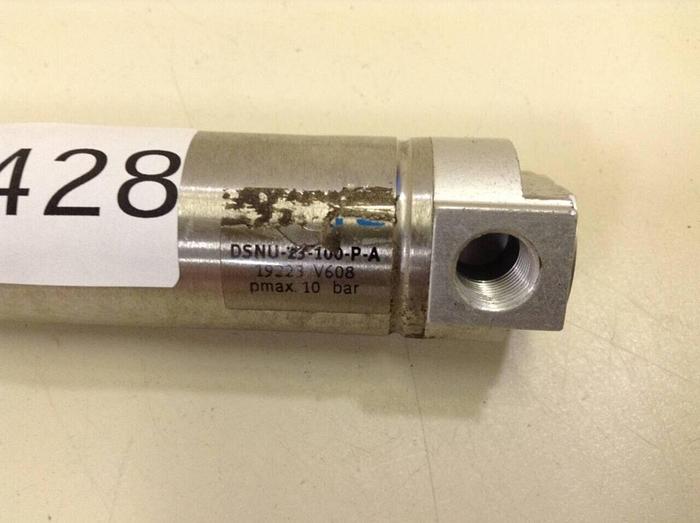 428
DSNU-25-100-P-A
19223 V608
pmax. 10 bar